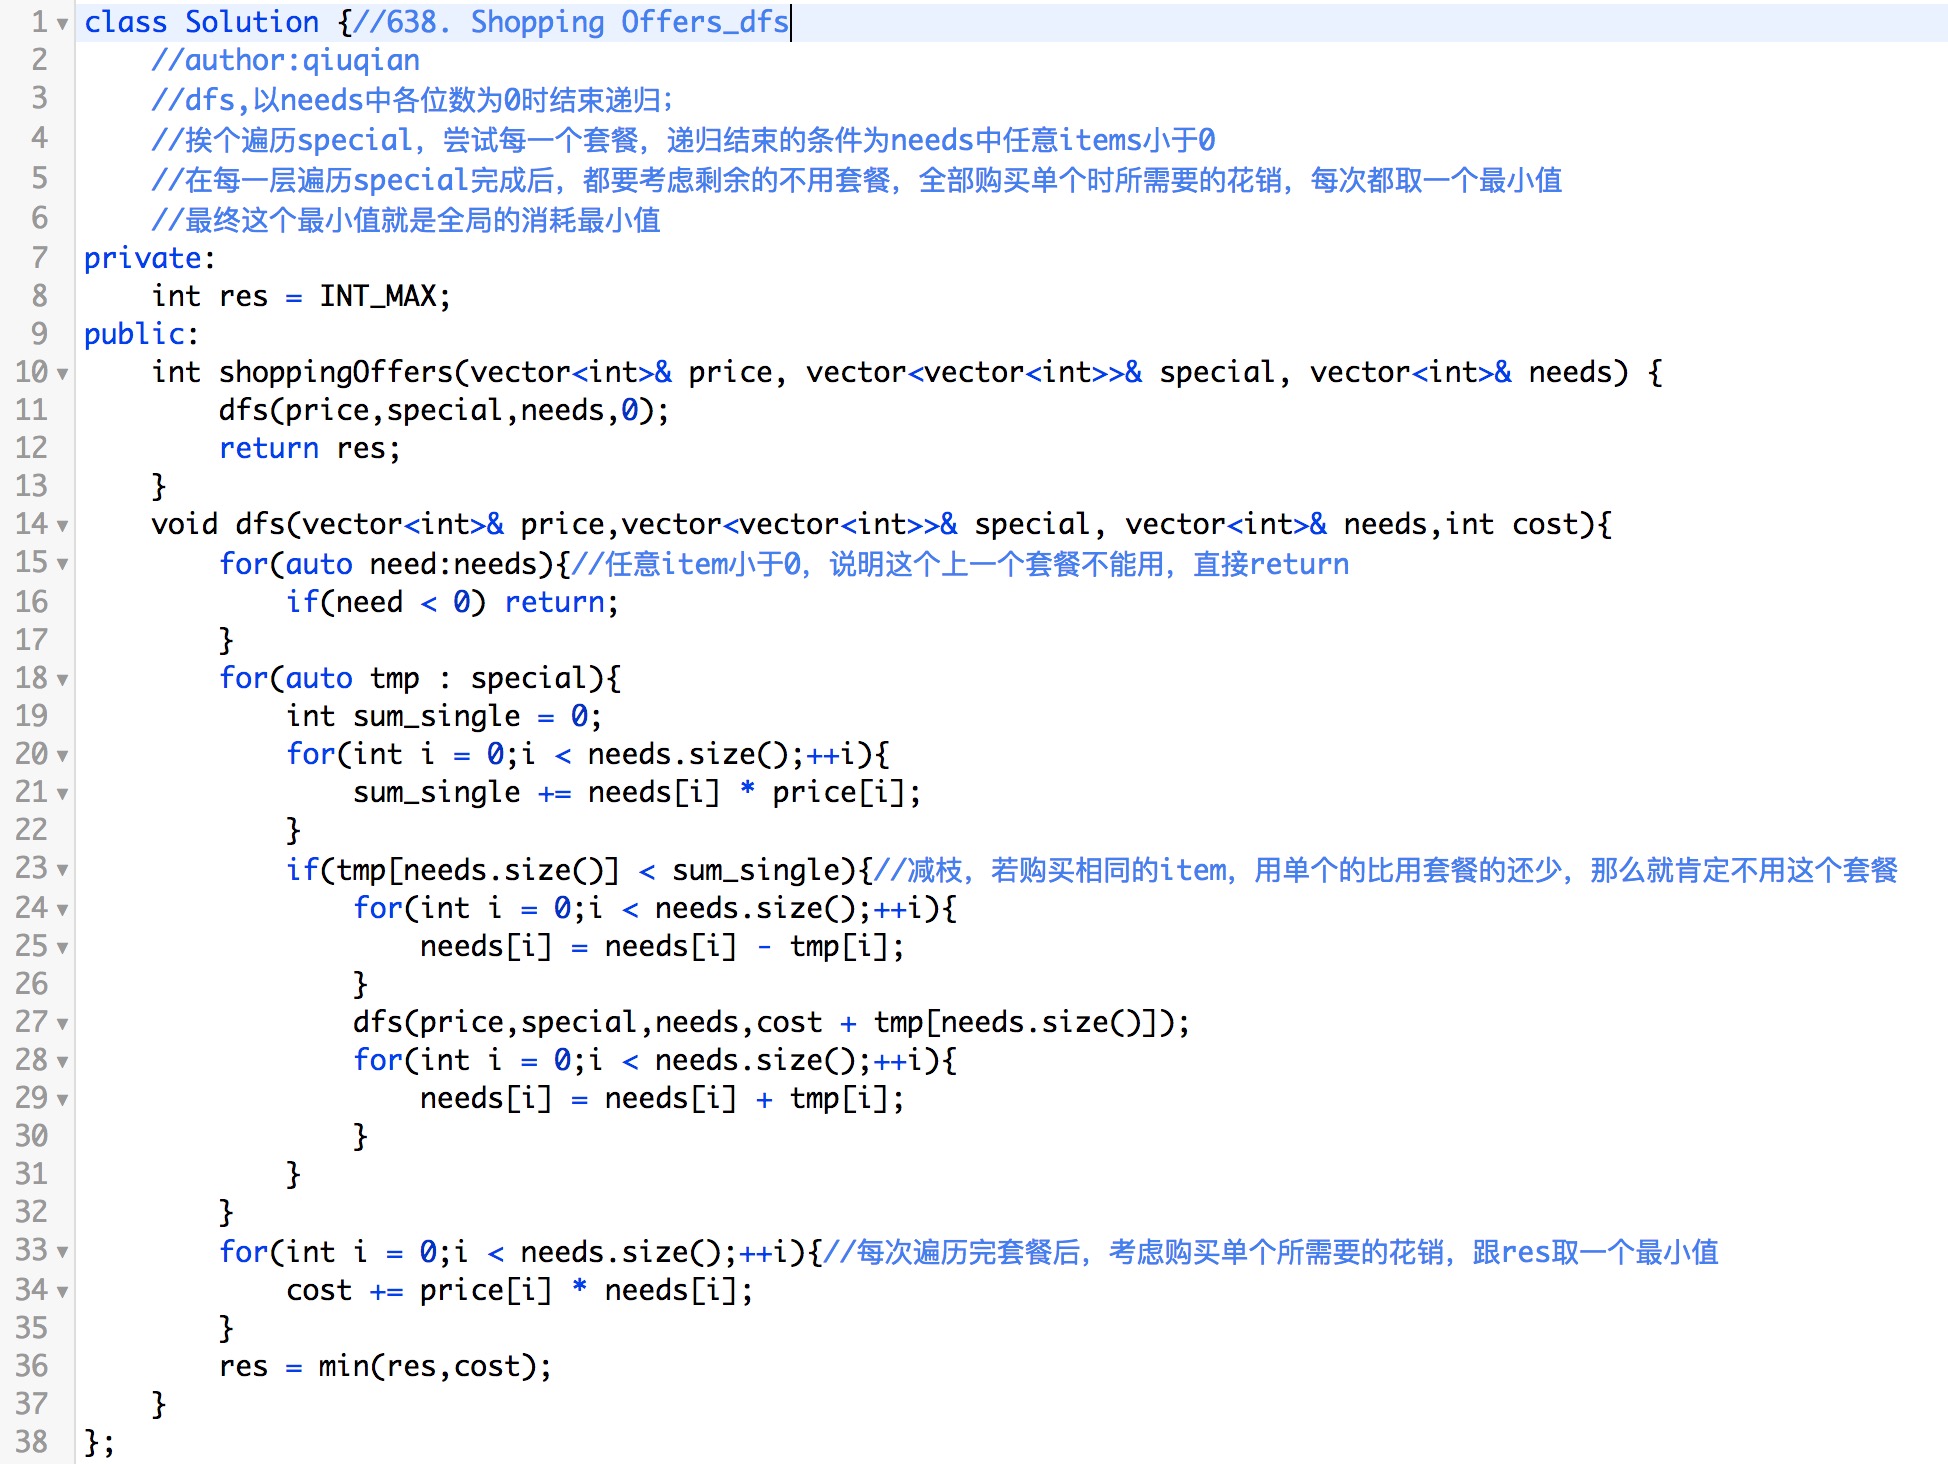 1 class Solution {//638. Shopping Offers_dfs
2 //author:qiuqian
3 //dfs,以needs中各位数为0时结束递归;
4 //挨个遍历special，尝试每一个套餐，递归结束的条件为needs中任意items小于0
5 //在每一层遍历special完成后，都要考虑剩余的不用套餐，全部购买单个时所需要的花销，每次都取一个最小值
6 //最终这个最小值就是全局的消耗最小值
7 private:
8 int res = INT_MAX;
9 public:
10 int shoppingOffers(vector<int>& price, vector<vector<int>>& special, vector<int>& needs) {
11 dfs(price,special,needs,0);
12 return res;
13 }
14 void dfs(vector<int>& price,vector<vector<int>>& special, vector<int>& needs,int cost){
15 for(auto need:needs){//任意item小于0，说明这个上一个套餐不能用，直接return
16 if(need < 0) return;
17 }
18 for(auto tmp : special){
19 int sum_single = 0;
20 for(int i = 0;i < needs.size();++i){
21 sum_single += needs[i] * price[i];
22 }
23 if(tmp[needs.size()] < sum_single){//减枝，若购买相同的item，用单个的比用套餐的还少，那么就肯定不用这个套餐
24 for(int i = 0;i < needs.size();++i){
25 needs[i] = needs[i] - tmp[i];
26 }
27 dfs(price,special,needs,cost + tmp[needs.size()]);
28 for(int i = 0;i < needs.size();++i){
29 needs[i] = needs[i] + tmp[i];
30 }
31 }
32 }
33 for(int i = 0;i < needs.size();++i){//每次遍历完套餐后，考虑购买单个所需要的花销，跟res取一个最小值
34 cost += price[i] * needs[i];
35 }
36 res = min(res,cost);
37 }
38 };